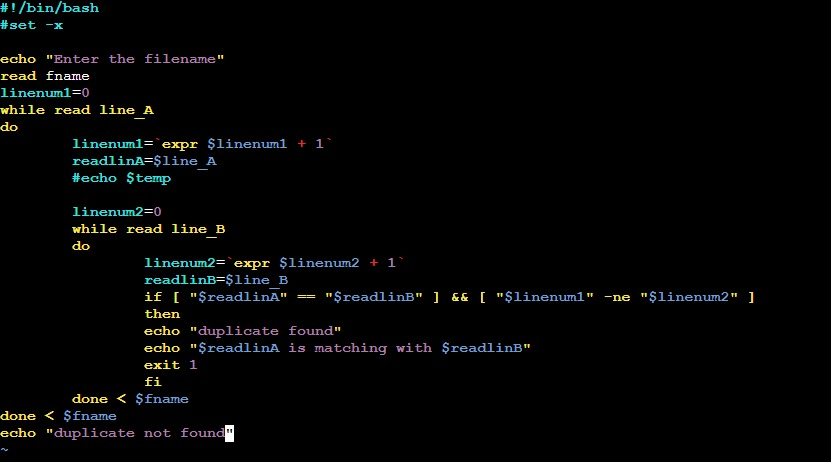 #!/bin/bash
#set -x

echo "Enter the filename"
read fname
linenum1=0
while read line_A
do
        linenum1=`expr $linenum1 + 1`
        readlinA=$line_A
        #echo $temp

        linenum2=0
        while read line_B
        do
                linenum2=`expr $linenum2 + 1`
                readlinB=$line_B
                if [ "$readlinA" == "$readlinB" ] && [ "$linenum1" -ne "$linenum2" ]
                then
                echo "duplicate found"
                echo "$readlinA is matching with $readlinB"
                exit 1
                fi
        done < $fname
done < $fname
echo "duplicate not found"
~